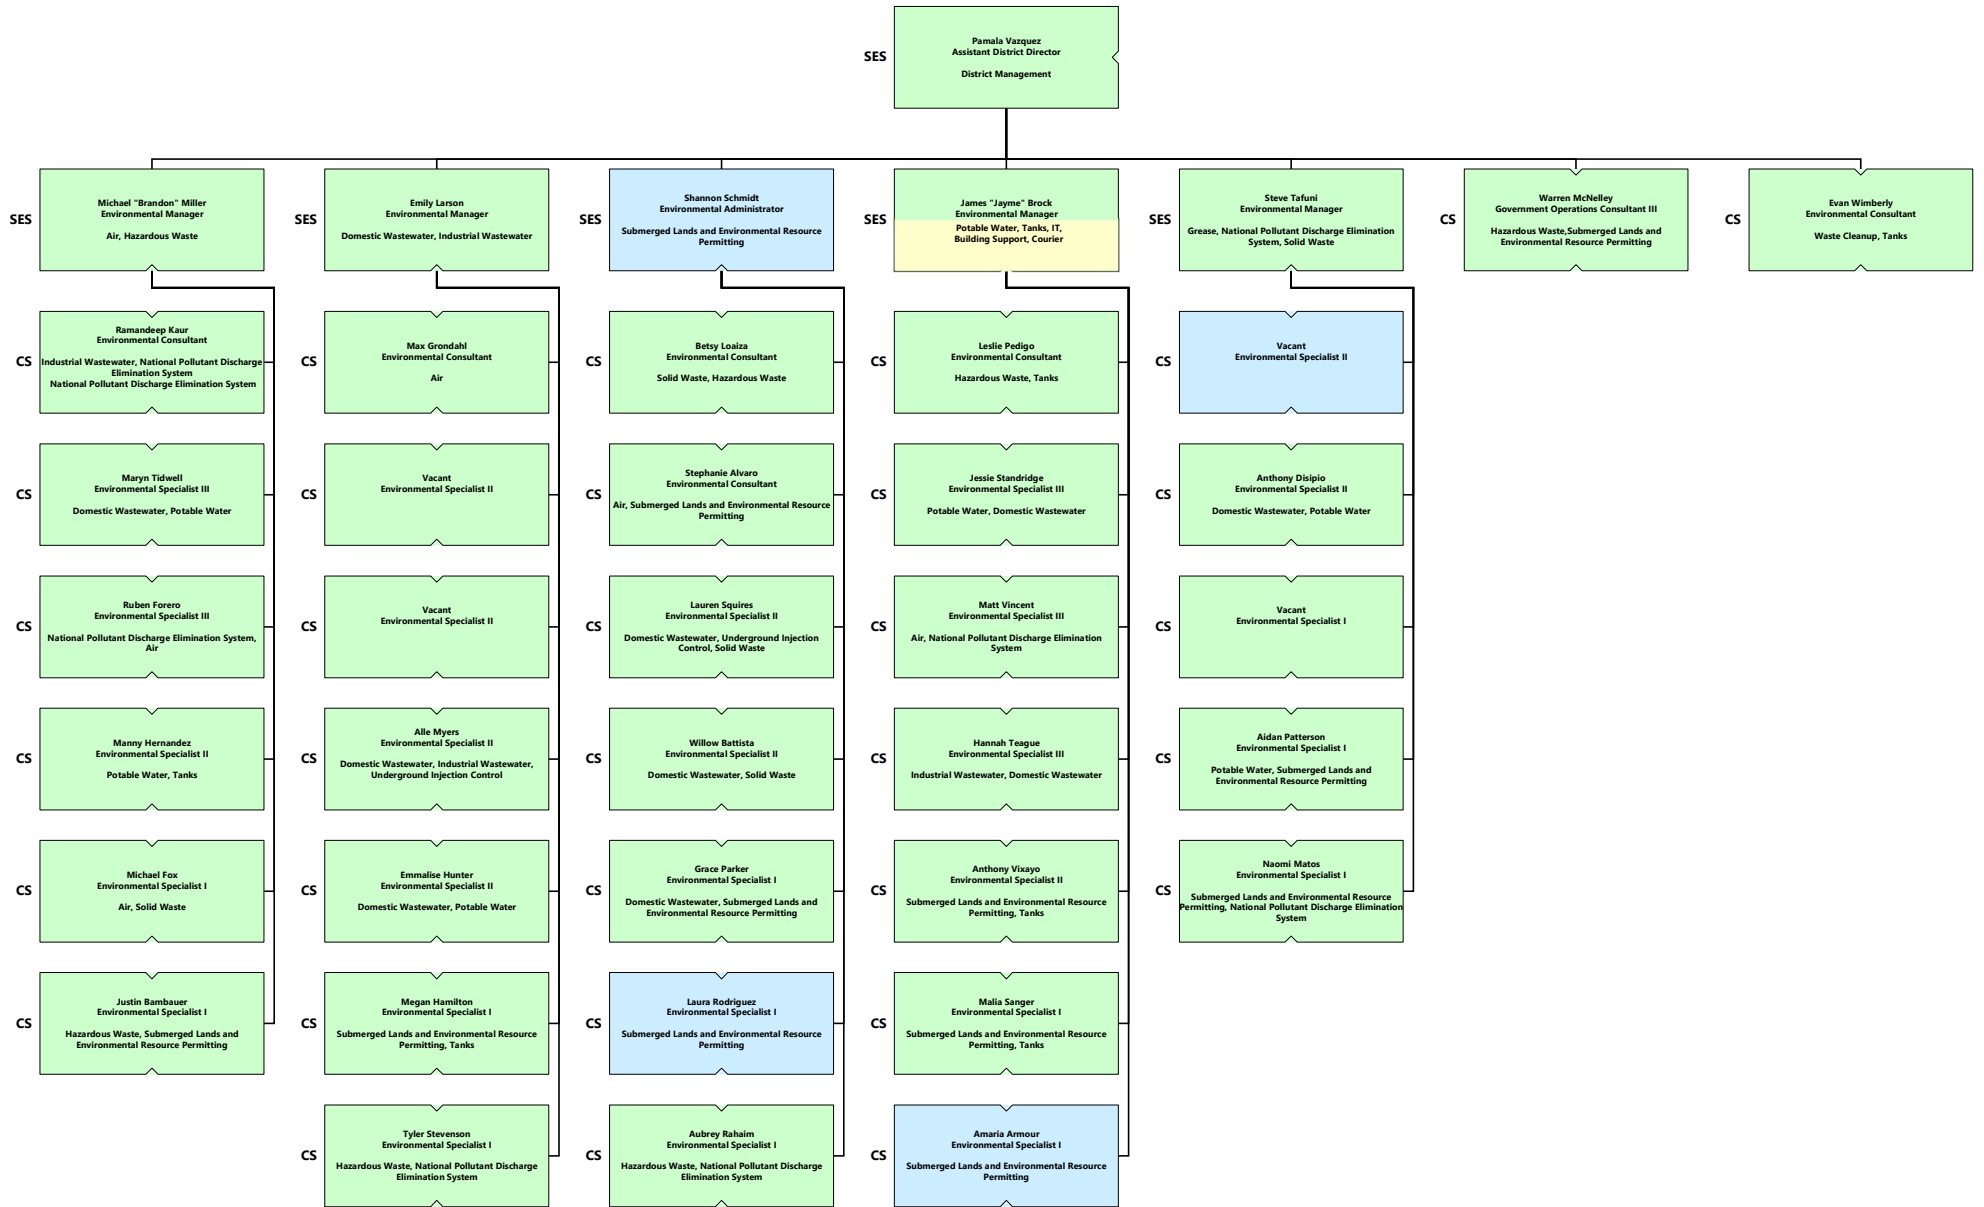 SES
Pamala Vazquez
Assistant District Director
District Management
SES
Michael "Brandon" Miller
Environmental Manager
Air, Hazardous Waste
SES
Emily Larson
Environmental Manager
Domestic Wastewater, Industrial Wastewater
SES
Shannon Schmidt
Environmental Administrator
Submerged Lands and Environmental Resource
Permitting
SES
James "Jayme" Brock
Environmental Manager
Potable Water, Tanks, IT,
Building Support, Courier
SES
Steve Tafuni
Environmental Manager
Grease, National Pollutant Discharge Elimination
System, Solid Waste
CS
Warren McNelley
Government Operations Consultant III
Hazardous Waste,Submerged Lands and
Environmental Resource Permitting
CS
Evan Wimberly
Environmental Consultant
Waste Cleanup, Tanks
CS
Ramandeep Kaur
Environmental Consultant
Industrial Wastewater, National Pollutant Discharge
Elimination System
National Pollutant Discharge Elimination System
CS
Max Grondahl
Environmental Consultant
Air
CS
Betsy Loaiza
Environmental Consultant
Solid Waste, Hazardous Waste
CS
Leslie Pedigo
Environmental Consultant
Hazardous Waste, Tanks
CS
Vacant
Environmental Specialist II
CS
Maryn Tidwell
Environmental Specialist III
Domestic Wastewater, Potable Water
CS
Vacant
Environmental Specialist II
CS
Stephanie Alvaro
Environmental Consultant
Air, Submerged Lands and Environmental Resource
Permitting
CS
Jessie Standridge
Environmental Specialist III
Potable Water, Domestic Wastewater
CS
Anthony Disipio
Environmental Specialist II
Domestic Wastewater, Potable Water
CS
Ruben Forero
Environmental Specialist III
National Pollutant Discharge Elimination System,
Air
CS
Vacant
Environmental Specialist II
CS
Lauren Squires
Environmental Specialist II
Domestic Wastewater, Underground Injection
Control, Solid Waste
CS
Matt Vincent
Environmental Specialist III
Air, National Pollutant Discharge Elimination
System
CS
Vacant
Environmental Specialist I
CS
Manny Hernandez
Environmental Specialist II
Potable Water, Tanks
CS
Alle Myers
Environmental Specialist II
Domestic Wastewater, Industrial Wastewater,
Underground Injection Control
CS
Willow Battista
Environmental Specialist II
Domestic Wastewater, Solid Waste
CS
Hannah Teague
Environmental Specialist III
Industrial Wastewater, Domestic Wastewater
CS
Aidan Patterson
Environmental Specialist I
Potable Water, Submerged Lands and
Environmental Resource Permitting
CS
Michael Fox
Environmental Specialist I
Air, Solid Waste
CS
Emmalise Hunter
Environmental Specialist II
Domestic Wastewater, Potable Water
CS
Grace Parker
Environmental Specialist I
Domestic Wastewater, Submerged Lands and
Environmental Resource Permitting
CS
Anthony Vixayo
Environmental Specialist II
Submerged Lands and Environmental Resource
Permitting, Tanks
CS
Naomi Matos
Environmental Specialist I
Submerged Lands and Environmental Resource
Permitting, National Pollutant Discharge Elimination
System
CS
Justin Bambauer
Environmental Specialist I
Hazardous Waste, Submerged Lands and
Environmental Resource Permitting
CS
Megan Hamilton
Environmental Specialist I
Submerged Lands and Environmental Resource
Permitting, Tanks
CS
Laura Rodriguez
Environmental Specialist I
Submerged Lands and Environmental Resource
Permitting
CS
Malia Sanger
Environmental Specialist I
Submerged Lands and Environmental Resource
Permitting, Tanks
CS
Tyler Stevenson
Environmental Specialist I
Hazardous Waste, National Pollutant Discharge
Elimination System
CS
Aubrey Rahaim
Environmental Specialist I
Hazardous Waste, National Pollutant Discharge
Elimination System
CS
Amaria Armour
Environmental Specialist I
Submerged Lands and Environmental Resource
Permitting